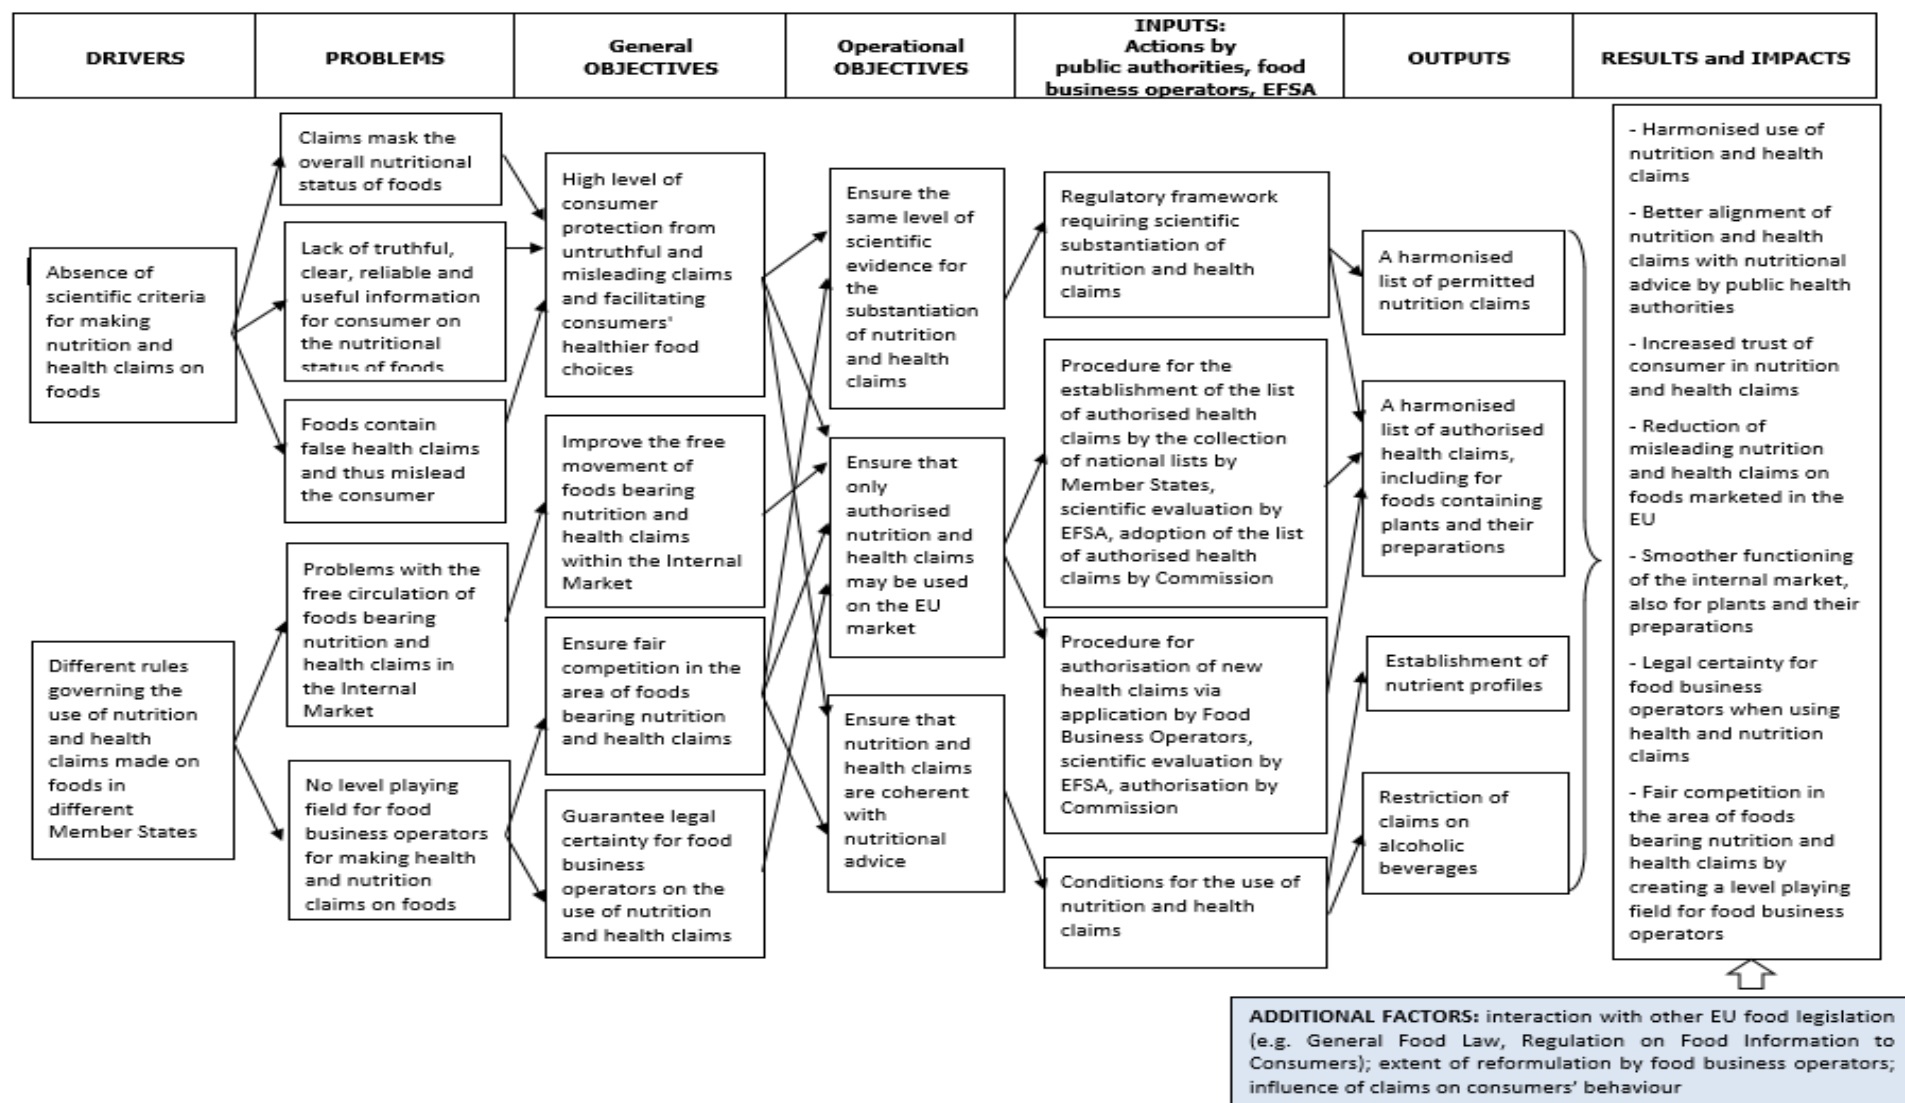 DRIVERS
PROBLEMS
General
OBJECTIVES
Operational
OBJECTIVES
INPUTS:
Actions by
public authorities, food
business operators, EFSA
OUTPUTS
RESULTS and IMPACTS
Absence of
scientific criteria
for making
nutrition and
health claims on
foods
Different rules
governing the
use of nutrition
and health
claims made on
foods in
different
Member States
Claims mask the
overall nutritional
status of foods
Lack of truthful,
clear, reliable and
useful information
for consumer on
the nutritional
status of foods
Foods contain
false health claims
and thus mislead
the consumer
Problems with the
free circulation of
foods bearing
nutrition and
health claims in
the Internal
Market
No level playing
field for food
business operators
for making health
and nutrition
claims on foods
High level of
consumer
protection from
untruthful and
misleading claims
and facilitating
consumers'
healthier food
choices
Improve the free
movement of
foods bearing
nutrition and
health claims
within the Internal
Market
Ensure fair
competition in the
area of foods
bearing nutrition
and health claims
Guarantee legal
certainty for food
business
operators on the
use of nutrition
and health claims
Ensure the
same level of
scientific
evidence for
the
substantiation
of nutrition
and health
claims
Ensure that
only
authorised
nutrition and
health claims
may be used
on the EU
market
Ensure that
nutrition and
health claims
are coherent
with
nutritional
advice
Regulatory framework
requiring scientific
substantiation of
nutrition and health
claims
Procedure for the
establishment of the list
of authorised health
claims by the collection
of national lists by
Member States,
scientific evaluation by
EFSA, adoption of the list
of authorised health
claims by Commission
Procedure for
authorisation of new
health claims via
application by Food
Business Operators,
scientific evaluation by
EFSA, authorisation by
Commission
Conditions for the use of
nutrition and health
claims
A harmonised
list of permitted
nutrition claims
A harmonised
list of authorised
health claims,
including for
foods containing
plants and their
preparations
Establishment of
nutrient profiles
Restriction of
claims on
alcoholic
beverages
- Harmonised use of
nutrition and health
claims
- Better alignment of
nutrition and health
claims with nutritional
advice by public health
authorities
- Increased trust of
consumer in nutrition
and health claims
- Reduction of
misleading nutrition
and health claims on
foods marketed in the
EU
- Smoother functioning
of the internal market,
also for plants and their
preparations
- Legal certainty for
food business
operators when using
health and nutrition
claims
- Fair competition in
the area of foods
bearing nutrition and
health claims by
creating a level playing
field for food business
operators
ADDITIONAL FACTORS: interaction with other EU food legislation
(e.g. General Food Law, Regulation on Food Information to
Consumers); extent of reformulation by food business operators;
influence of claims on consumers' behaviour